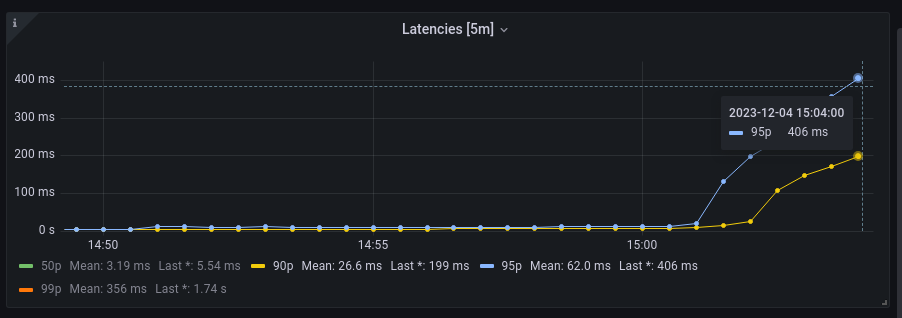 i
Latencies [5m]
400 ms
300 ms
200 ms
100 ms
0 s
14:50 14:55 15:00
2023-12-04 15:04:00
95p 406 ms
50p Mean: 3.19 ms Last *: 5.54 ms 90p Mean: 26.6 ms Last *: 199 ms 95p Mean: 62.0 ms Last *: 406 ms
99p Mean: 356 ms Last *: 1.74 s